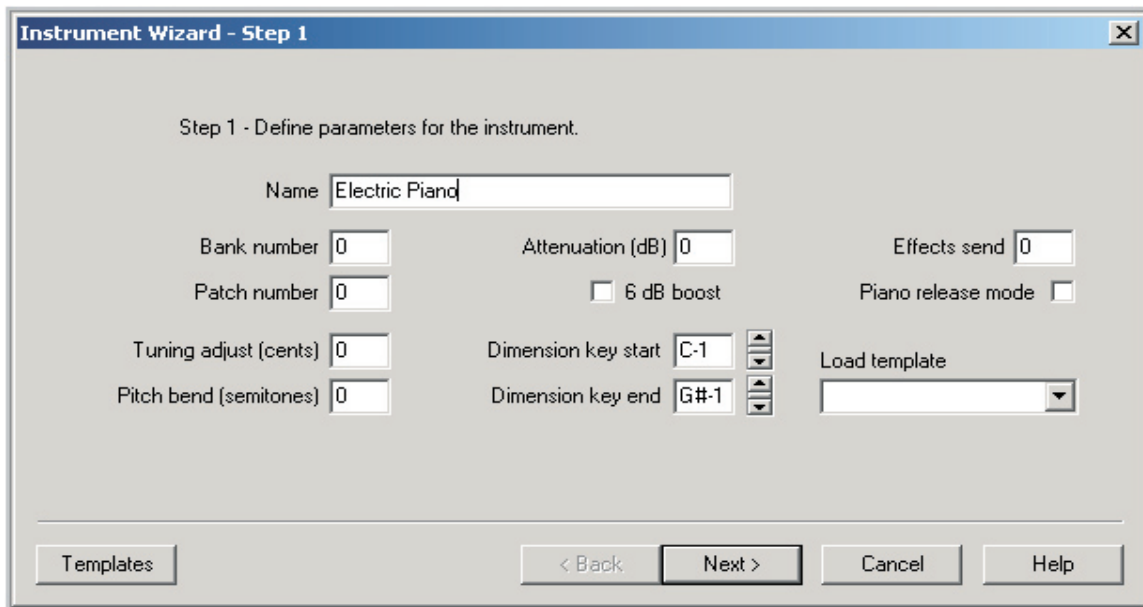 Instrument Wizard - Step 1
Step 1 - Define parameters for the instrument.
Name Electric Piano
Bank number 0 Attenuation (dB) 0 Effects send 0
Patch number 0 6 dB boost Piano release mode
Tuning adjust (cents) 0 Dimension key start C-1 Load template
Pitch bend (semitones) 0 Dimension key end G#-1
Templates < Back Next > Cancel Help